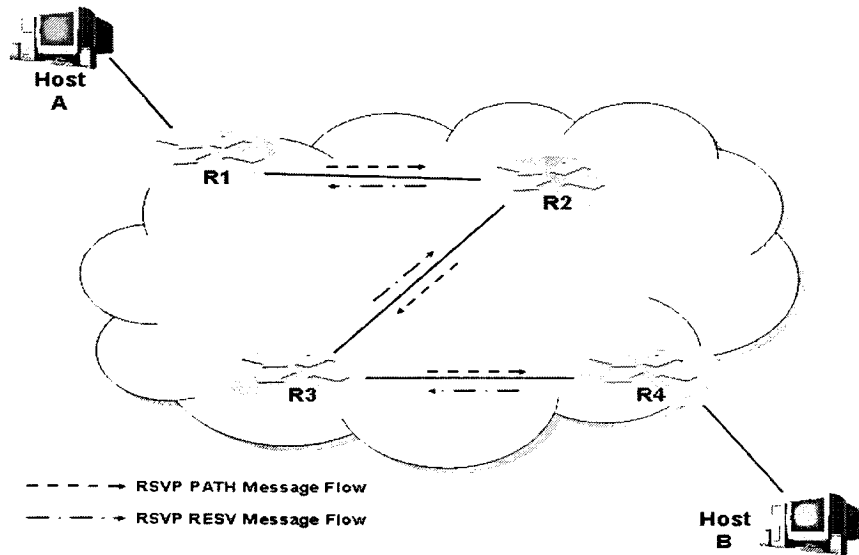 Host
A
R1
R2
R3
R4
RSVP PATH Message Flow
RSVP RESV Message Flow
Host
B